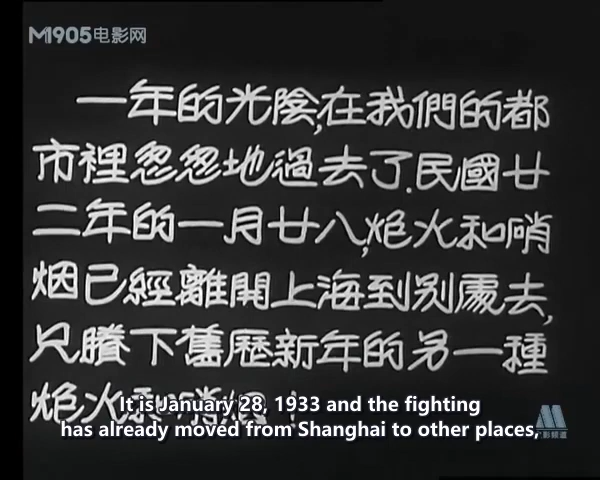 M1905电影网
一年的光陰,在我們的都
市裡忽忽地過去了.民國廿
二年的一月廿八,炮火和硝
烟已經離開上海到别處去,
只賸下舊歷新年的另一種
炮火
It is January 28, 1933 and the fighting
has already moved from Shanghai to other places,
影频道